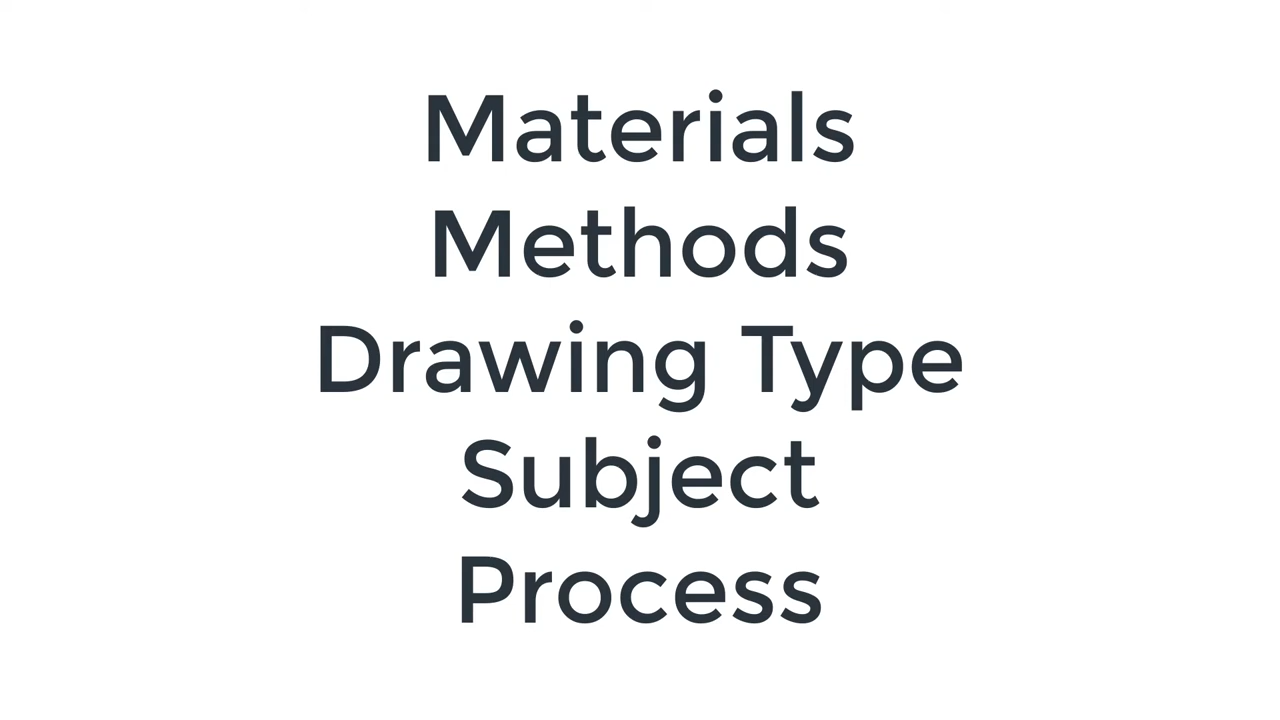 Materials
Methods
Drawing Type
Subject
Process